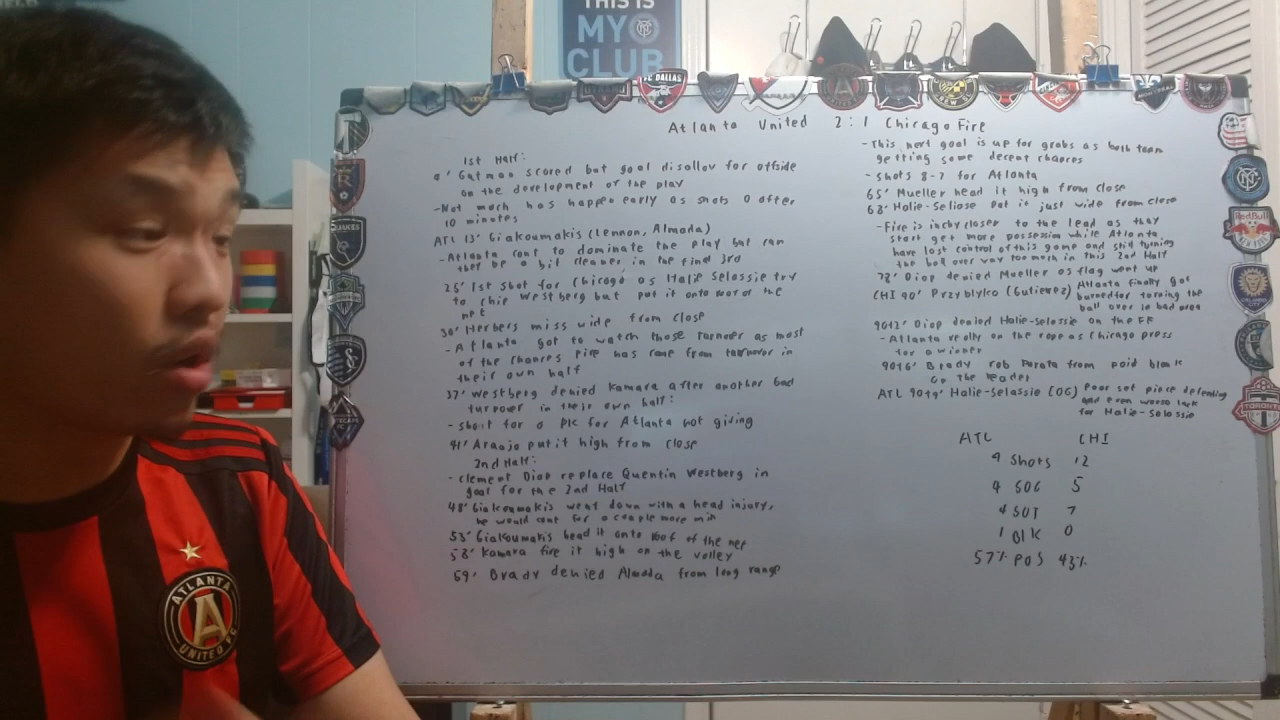 THIS IS
MY
CLUB
FC DALLAS
Atlanta United 2:1 Chicago Fire
1st Half:
Gatman scored but goal disallow for offside
on the development of the play
-Not much has happen early as shots 0 after
10 minutes
ATL 13' Giakoumakis (Lennon, Almada)
-Atlanta cont to dominate the play but can
they be a bit cleaner in the final 3rd
25' 1st shot for Chicago as Haile Selassie try
to chip Westberg but put it onto roof of the
net
30' Herbers miss wide from close
-Atlanta got to watch those turnover as most
of the chances Fire has came from turnover in
their own half
37' Westberg denied Kamara after another bad
turnover in their own half:
- shout for a PK for Atlanta not giving
41' Araujo put it high from close
2nd Half:
- Clement Diop replace Quentin Westberg in
goal for the 2nd Half
48' Giakoumakis went down with a head injury,
he would cont for a couple more min
53' Giakoumakis head it onto roof of the net
58' Kamara fire it high on the volley
59' Brady denied Almada from long range
-This next goal is up for grabs as both team
getting some decent chances
- shots 8-7 for Atlanta
65' Mueller head it high from close
68' Haile-Selassie put it just wide from close
-Fire is inchy closer to the lead as they
start get more possession while Atlanta
have lost control of this game and still turning
the ball over way too much in this 2nd Half
78' Diop denied Mueller as flag went up
CHI 90' Przybylko (Gutierez) Atlanta finally got
burned for turning the
ball over in bad area
90+2' Diop denied Haile-Selassie on the
- Atlanta really on the rope as Chicago press
for a winner
90+6' Brady rob Parata from point blank
on the header
ATL 90+9' Haile-Selassie (OG) Poor set piece defending
and even worse luck
for Haile-Selassie
ATL CHI
9 Shots 12
4 SOG 5
4 SOT 7
1 Blk 0
57% POS 43%
QUAKES
RedBull
ORLANDO
CITY
TORONTO
ATLANTA
A
UNITED FC